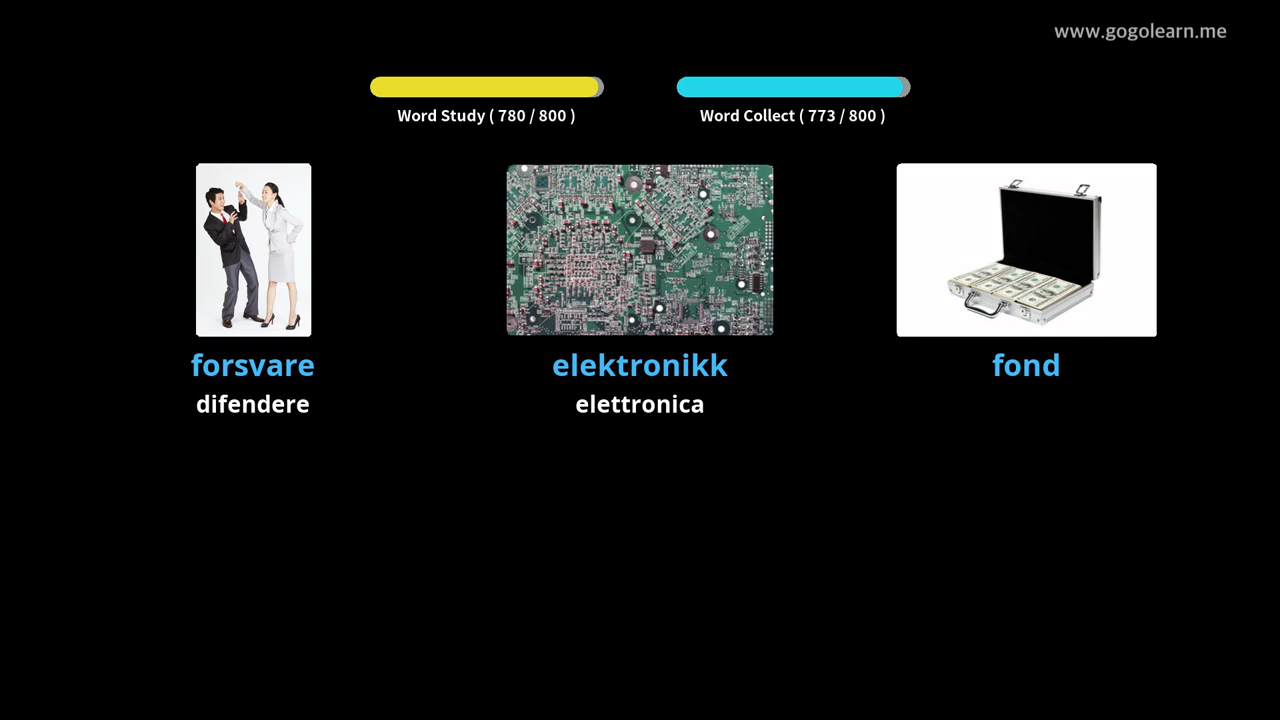 www.gogolearn.me
Word Study ( 780 / 800 )
Word Collect ( 773 / 800 )
forsvare
difendere
elektronikk
elettronica
fond